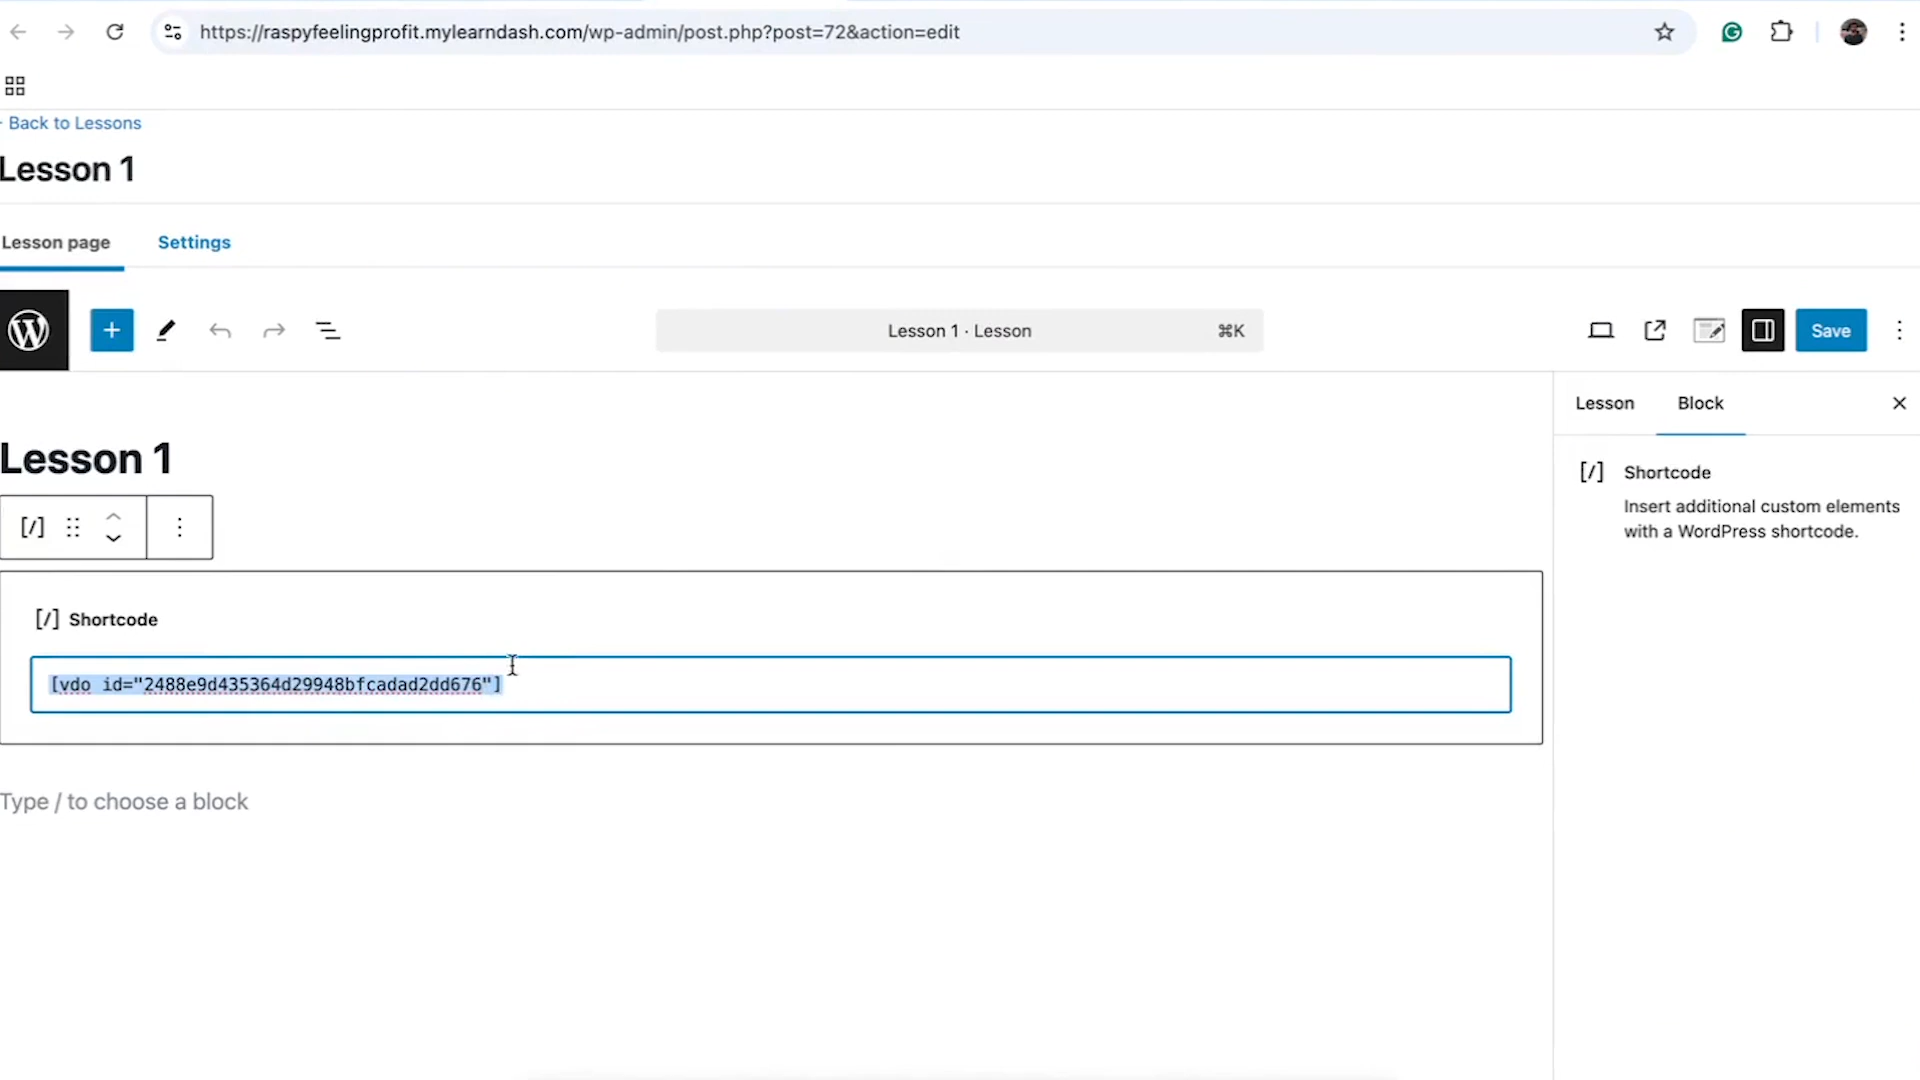 https://raspyfeelingprofit.mylearndash.com/wp-admin/post.php?post=72&action=edit
Back to Lessons
Lesson 1
Lesson page Settings
Lesson 1 · Lesson ⌘K
Save
Lesson Block
Lesson 1
[/] Shortcode
Insert additional custom elements
with a WordPress shortcode.
[/]
[/] Shortcode
[vdo id="2488e9d435364d29948bfcadad2dd676"]
Type / to choose a block